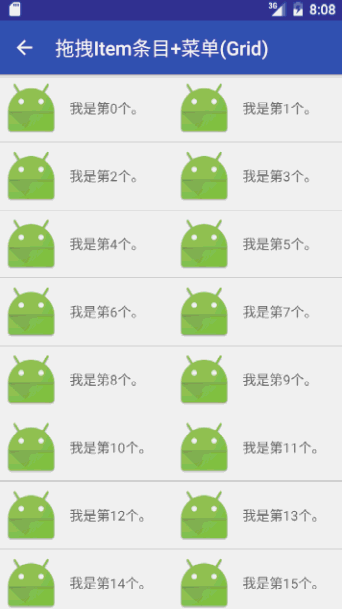 3G 8:08
拖拽Item条目+菜单(Grid)
我是第0个。 我是第1个。
我是第2个。 我是第3个。
我是第4个。 我是第5个。
我是第6个。 我是第7个。
我是第8个。 我是第9个。
我是第10个。 我是第11个。
我是第12个。 我是第13个。
我是第14个。 我是第15个。